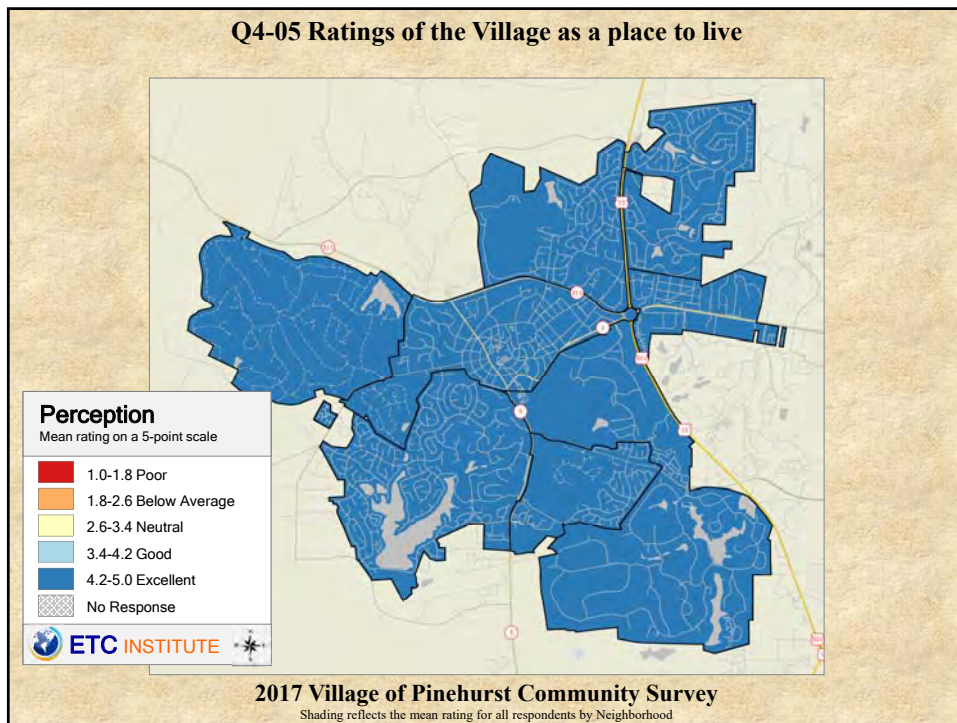 Q4-05 Ratings of the Village as a place to live
Perception
Mean rating on a 5-point scale
1.0-1.8 Poor
1.8-2.6 Below Average
2.6-3.4 Neutral
3.4-4.2 Good
4.2-5.0 Excellent
No Response
ETC INSTITUTE
2017 Village of Pinehurst Community Survey
Shading reflects the mean rating for all respondents by Neighborhood